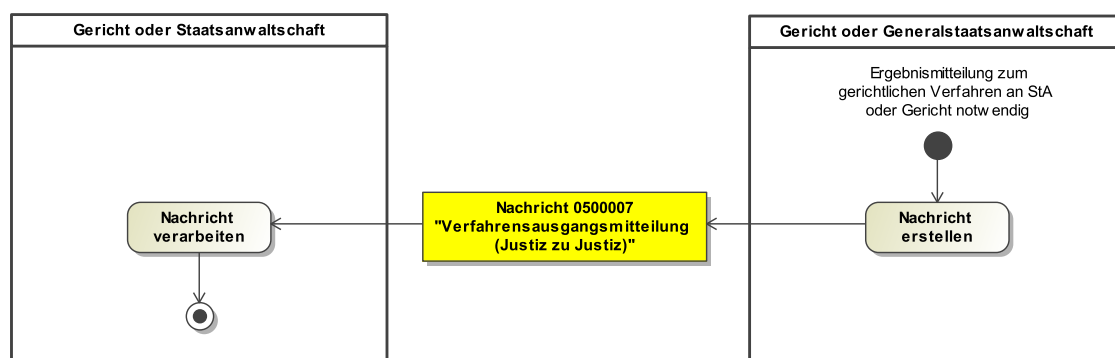 Gericht oder Staatsanwaltschaft
Gericht oder Generalstaatsanwaltschaft
Ergebnismitteilung zum
gerichtlichen Verfahren an StA
oder Gericht notwendig
Nachricht
verarbeiten
Nachricht 0500007
"Verfahrensausgangsmitteilung
(Justiz zu Justiz)"
Nachricht
erstellen